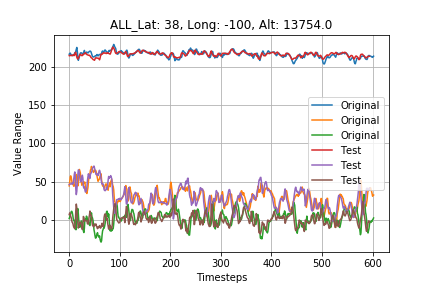 ALL_Lat: 38, Long: -100, Alt: 13754.0
Value Range
200
150
100
50
0
Original
Original
Original
Test
Test
Test
0
100
200
300
400
500
600
Timesteps